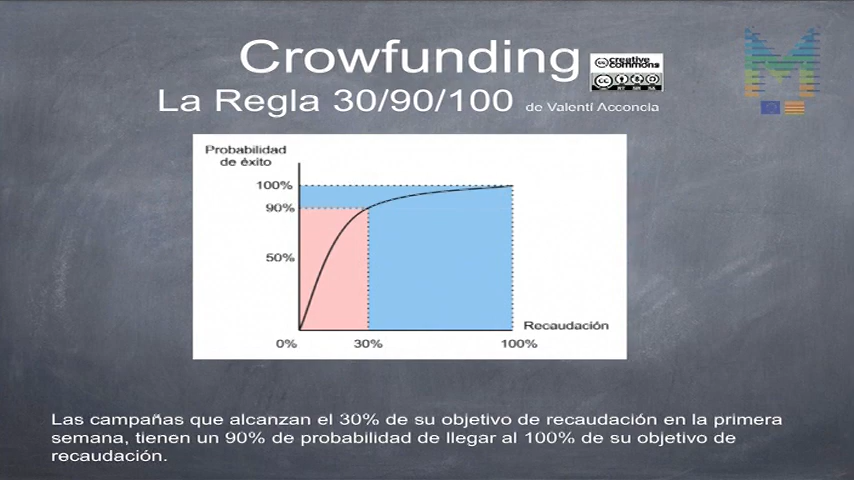 Crowfunding
creative commons
La Regla 30/90/100 de Valentí Acconcia
Probabilidad
de éxito
100%
90%
50%
Recaudación
0% 30% 100%
Las campañas que alcanzan el 30% de su objetivo de recaudación en la primera
semana, tienen un 90% de probabilidad de llegar al 100% de su objetivo de
recaudación.